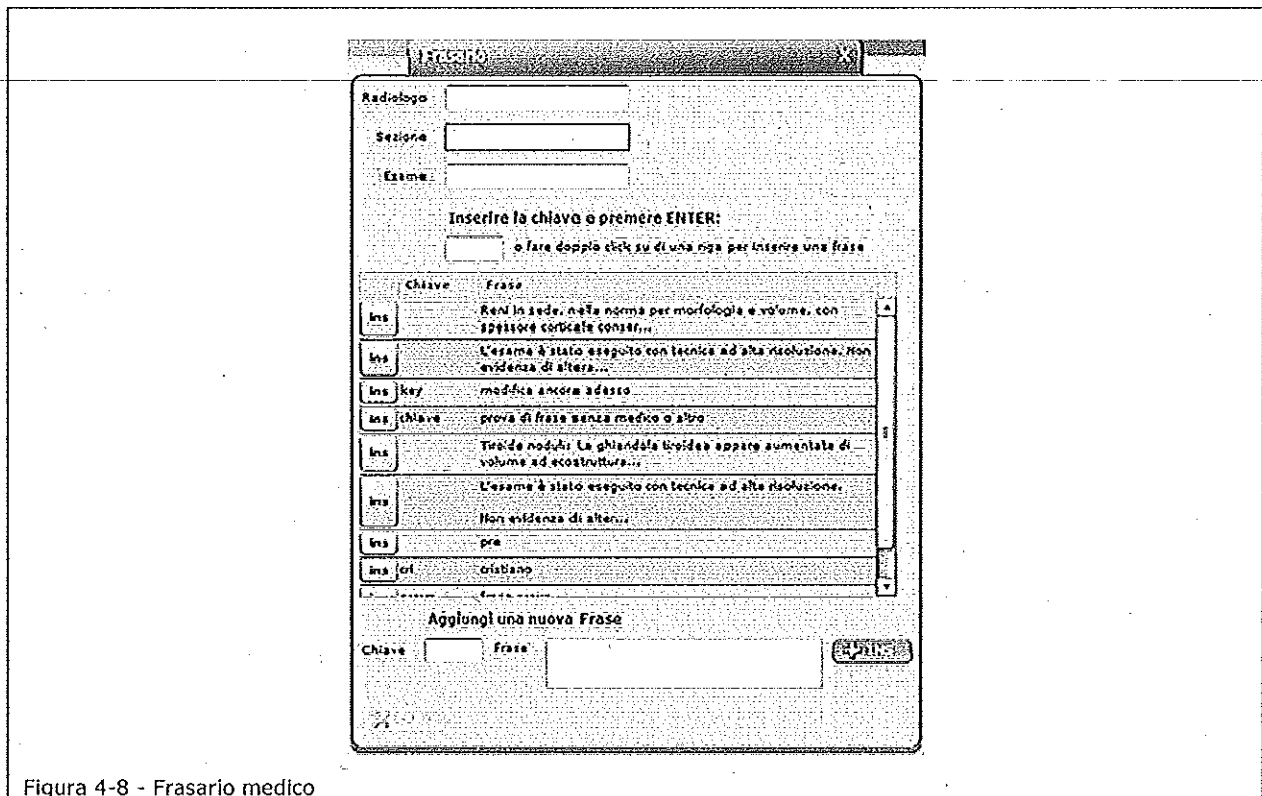 Frasario
Radiologo
Sezione
Esame
Inserire la chiave o premere ENTER:
o fare doppio click su di una riga per inserire una frase
Chiave Frase
Ins Reni in sede, nella norma per morfologia e volume, con
spessore corticale conser...
Ins L'esame è stato eseguito con tecnica ad alta risoluzione. Non
evidenza di altera...
Ins key modifica ancora adesso
Ins chiave prova di frase senza medico o altro
Ins Tiroide noduli: La ghiandola tiroidea appare aumentata di
volume ad ecostruttura...
Ins L'esame è stato eseguito con tecnica ad alta risoluzione.
Non evidenza di alter...
Ins pre
Ins cri cristiano
Aggiungi una nuova Frase
Chiave Frase
Figura 4-8 - Frasario medico